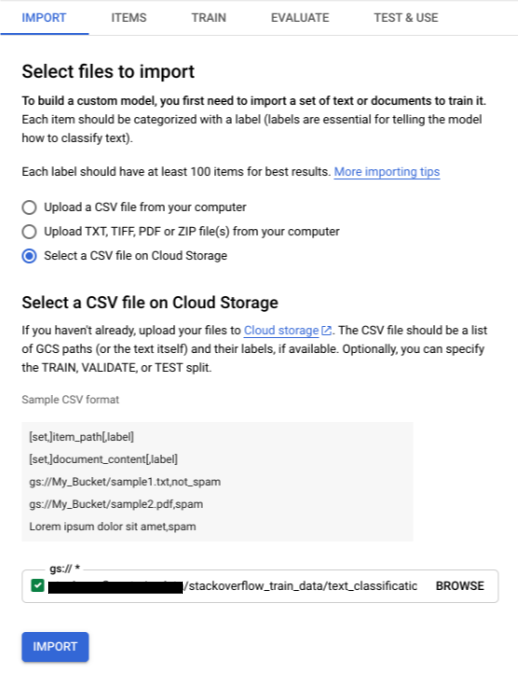 IMPORT ITEMS TRAIN EVALUATE TEST & USE
Select files to import
To build a custom model, you first need to import a set of text or documents to train it.
Each item should be categorized with a label (labels are essential for telling the model
how to classify text).
Each label should have at least 100 items for best results. More importing tips
Upload a CSV file from your computer
Upload TXT, TIFF, PDF or ZIP file(s) from your computer
Select a CSV file on Cloud Storage
Select a CSV file on Cloud Storage
If you haven't already, upload your files to Cloud storage. The CSV file should be a list
of GCS paths (or the text itself) and their labels, if available. Optionally, you can specify
the TRAIN, VALIDATE, or TEST split.
Sample CSV format
[set,]item_path[,label]
[set,]document_content[,label]
gs://My_Bucket/sample1.txt,not_spam
gs://My_Bucket/sample2.pdf,spam
Lorem ipsum dolor sit amet,spam
gs:// *
/stackoverflow_train_data/text_classificatic BROWSE
IMPORT